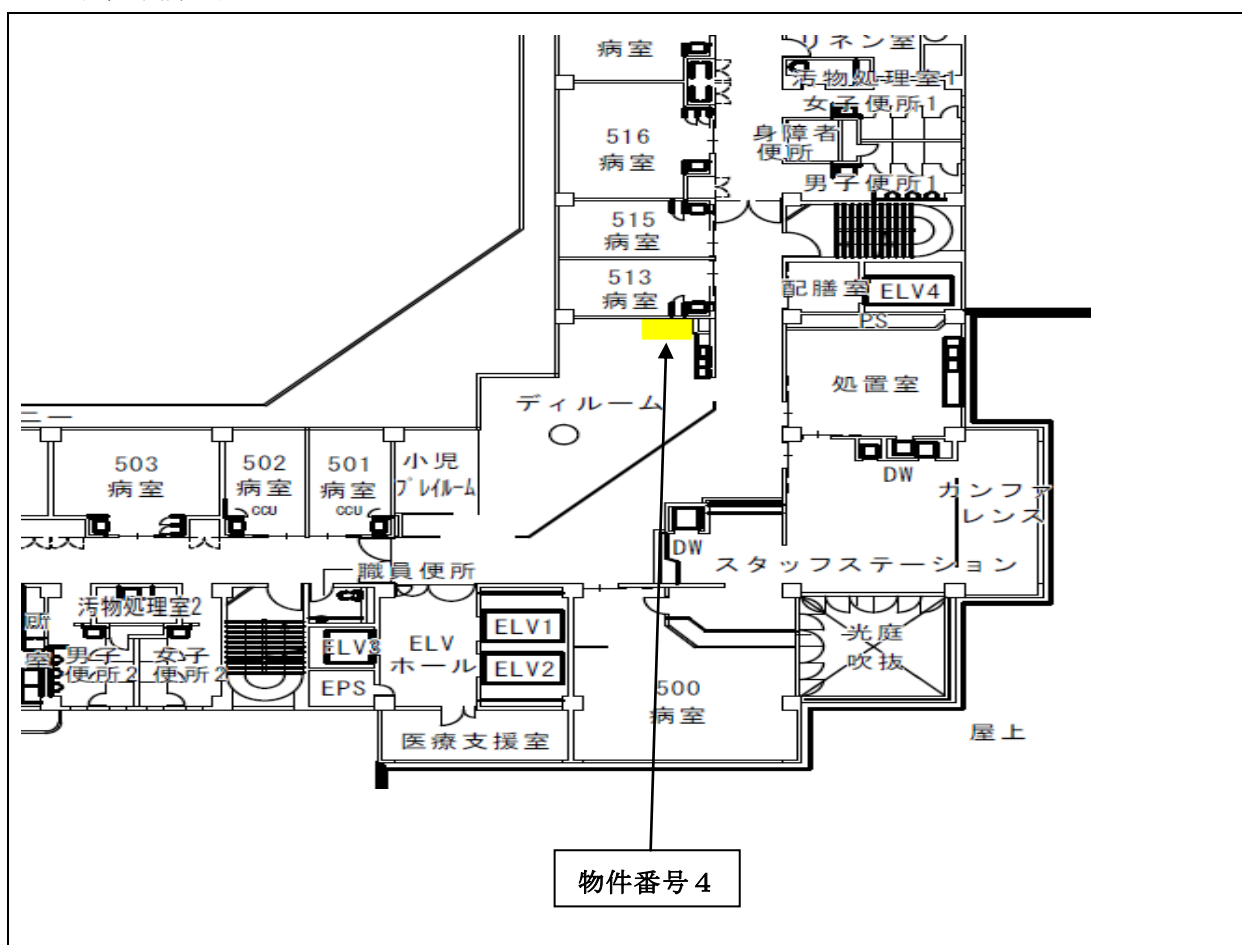 病室
リネン室
汚物処理室1
女子便所1
516
病室
身障者
便所
男子便所1
515
病室
513
病室
配膳室
ELV4
PS
処置室
ディルーム
ニー
503
病室
502
病室
CCU
501
病室
CCU
小児
プレイルーム
DW
カンファ
レンス
DW
スタッフステーション
職員便所
汚物処理室2
室
男子
便所2
女子
便所2
ELV3
EPS
ELV
ホール
ELV1
ELV2
500
病室
光庭
吹抜
医療支援室
屋上
物件番号4